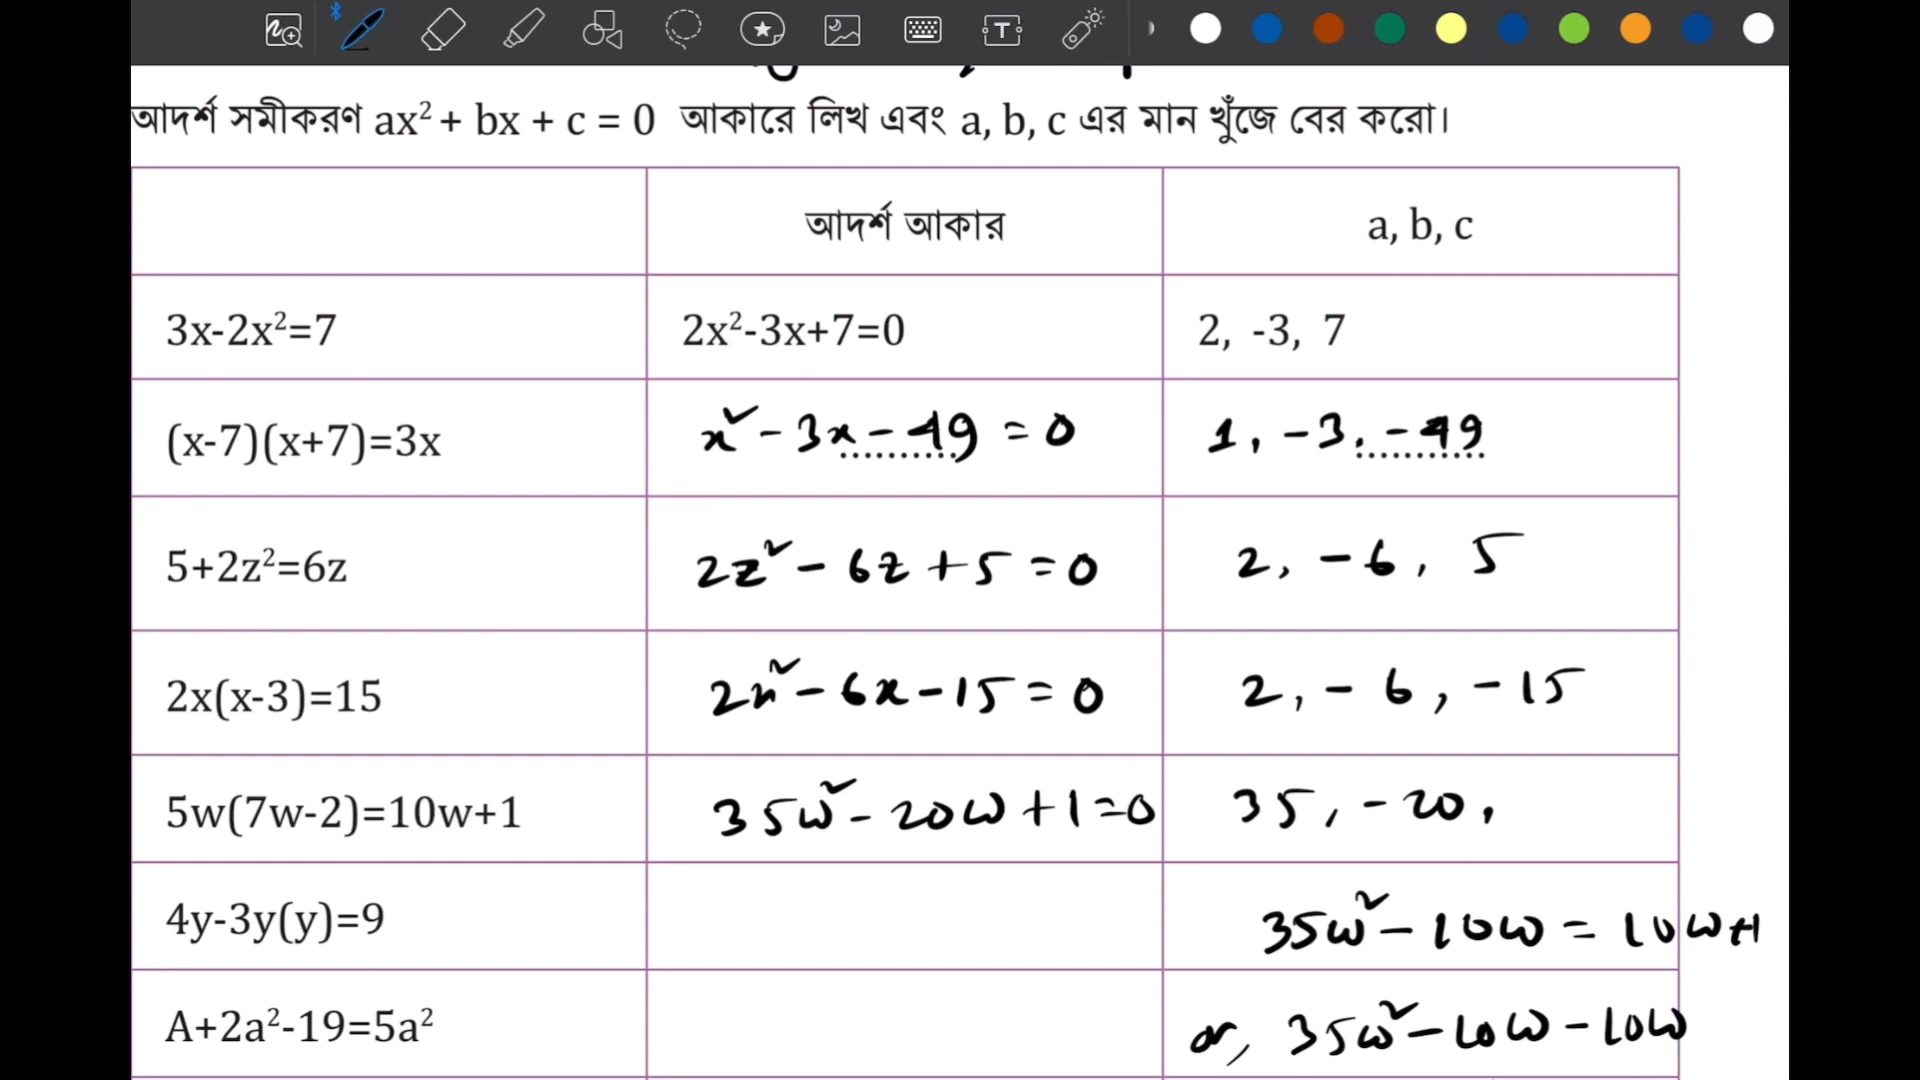 আদর্শ সমীকরণ ax² + bx + c = 0 আকারে লিখ এবং a, b, c এর মান খুঁজে বের করো।
আদর্শ আকার a, b, c
3x-2x²=7 2x²-3x+7=0 2, -3, 7
(x-7)(x+7)=3x x² - 3x - 49 = 0 1, -3, -49
5+2z²=6z 2z² - 6z + 5 = 0 2, - 6, 5
2x(x-3)=15 2x² - 6x - 15 = 0 2, - 6, -15
5w(7w-2)=10w+1 35w² - 20w + 1 = 0 35, -20,
4y-3y(y)=9 35w² - 10w = 10w+1
A+2a²-19=5a² or, 35w² - 10w - 10w